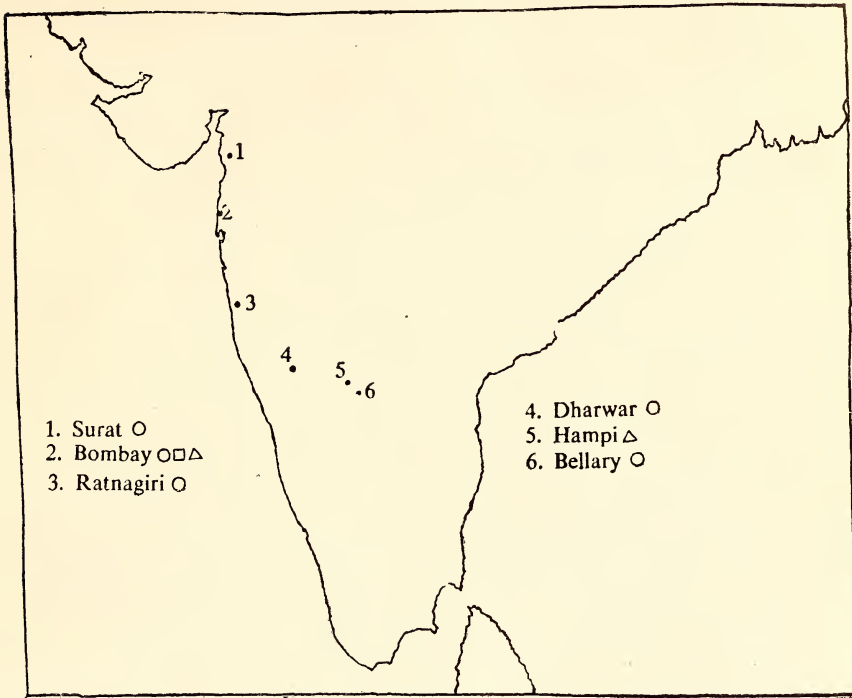 1
2
3
4
5
6
1. Surat ○
2. Bombay ○□△
3. Ratnagiri ○
4. Dharwar ○
5. Hampi △
6. Bellary ○